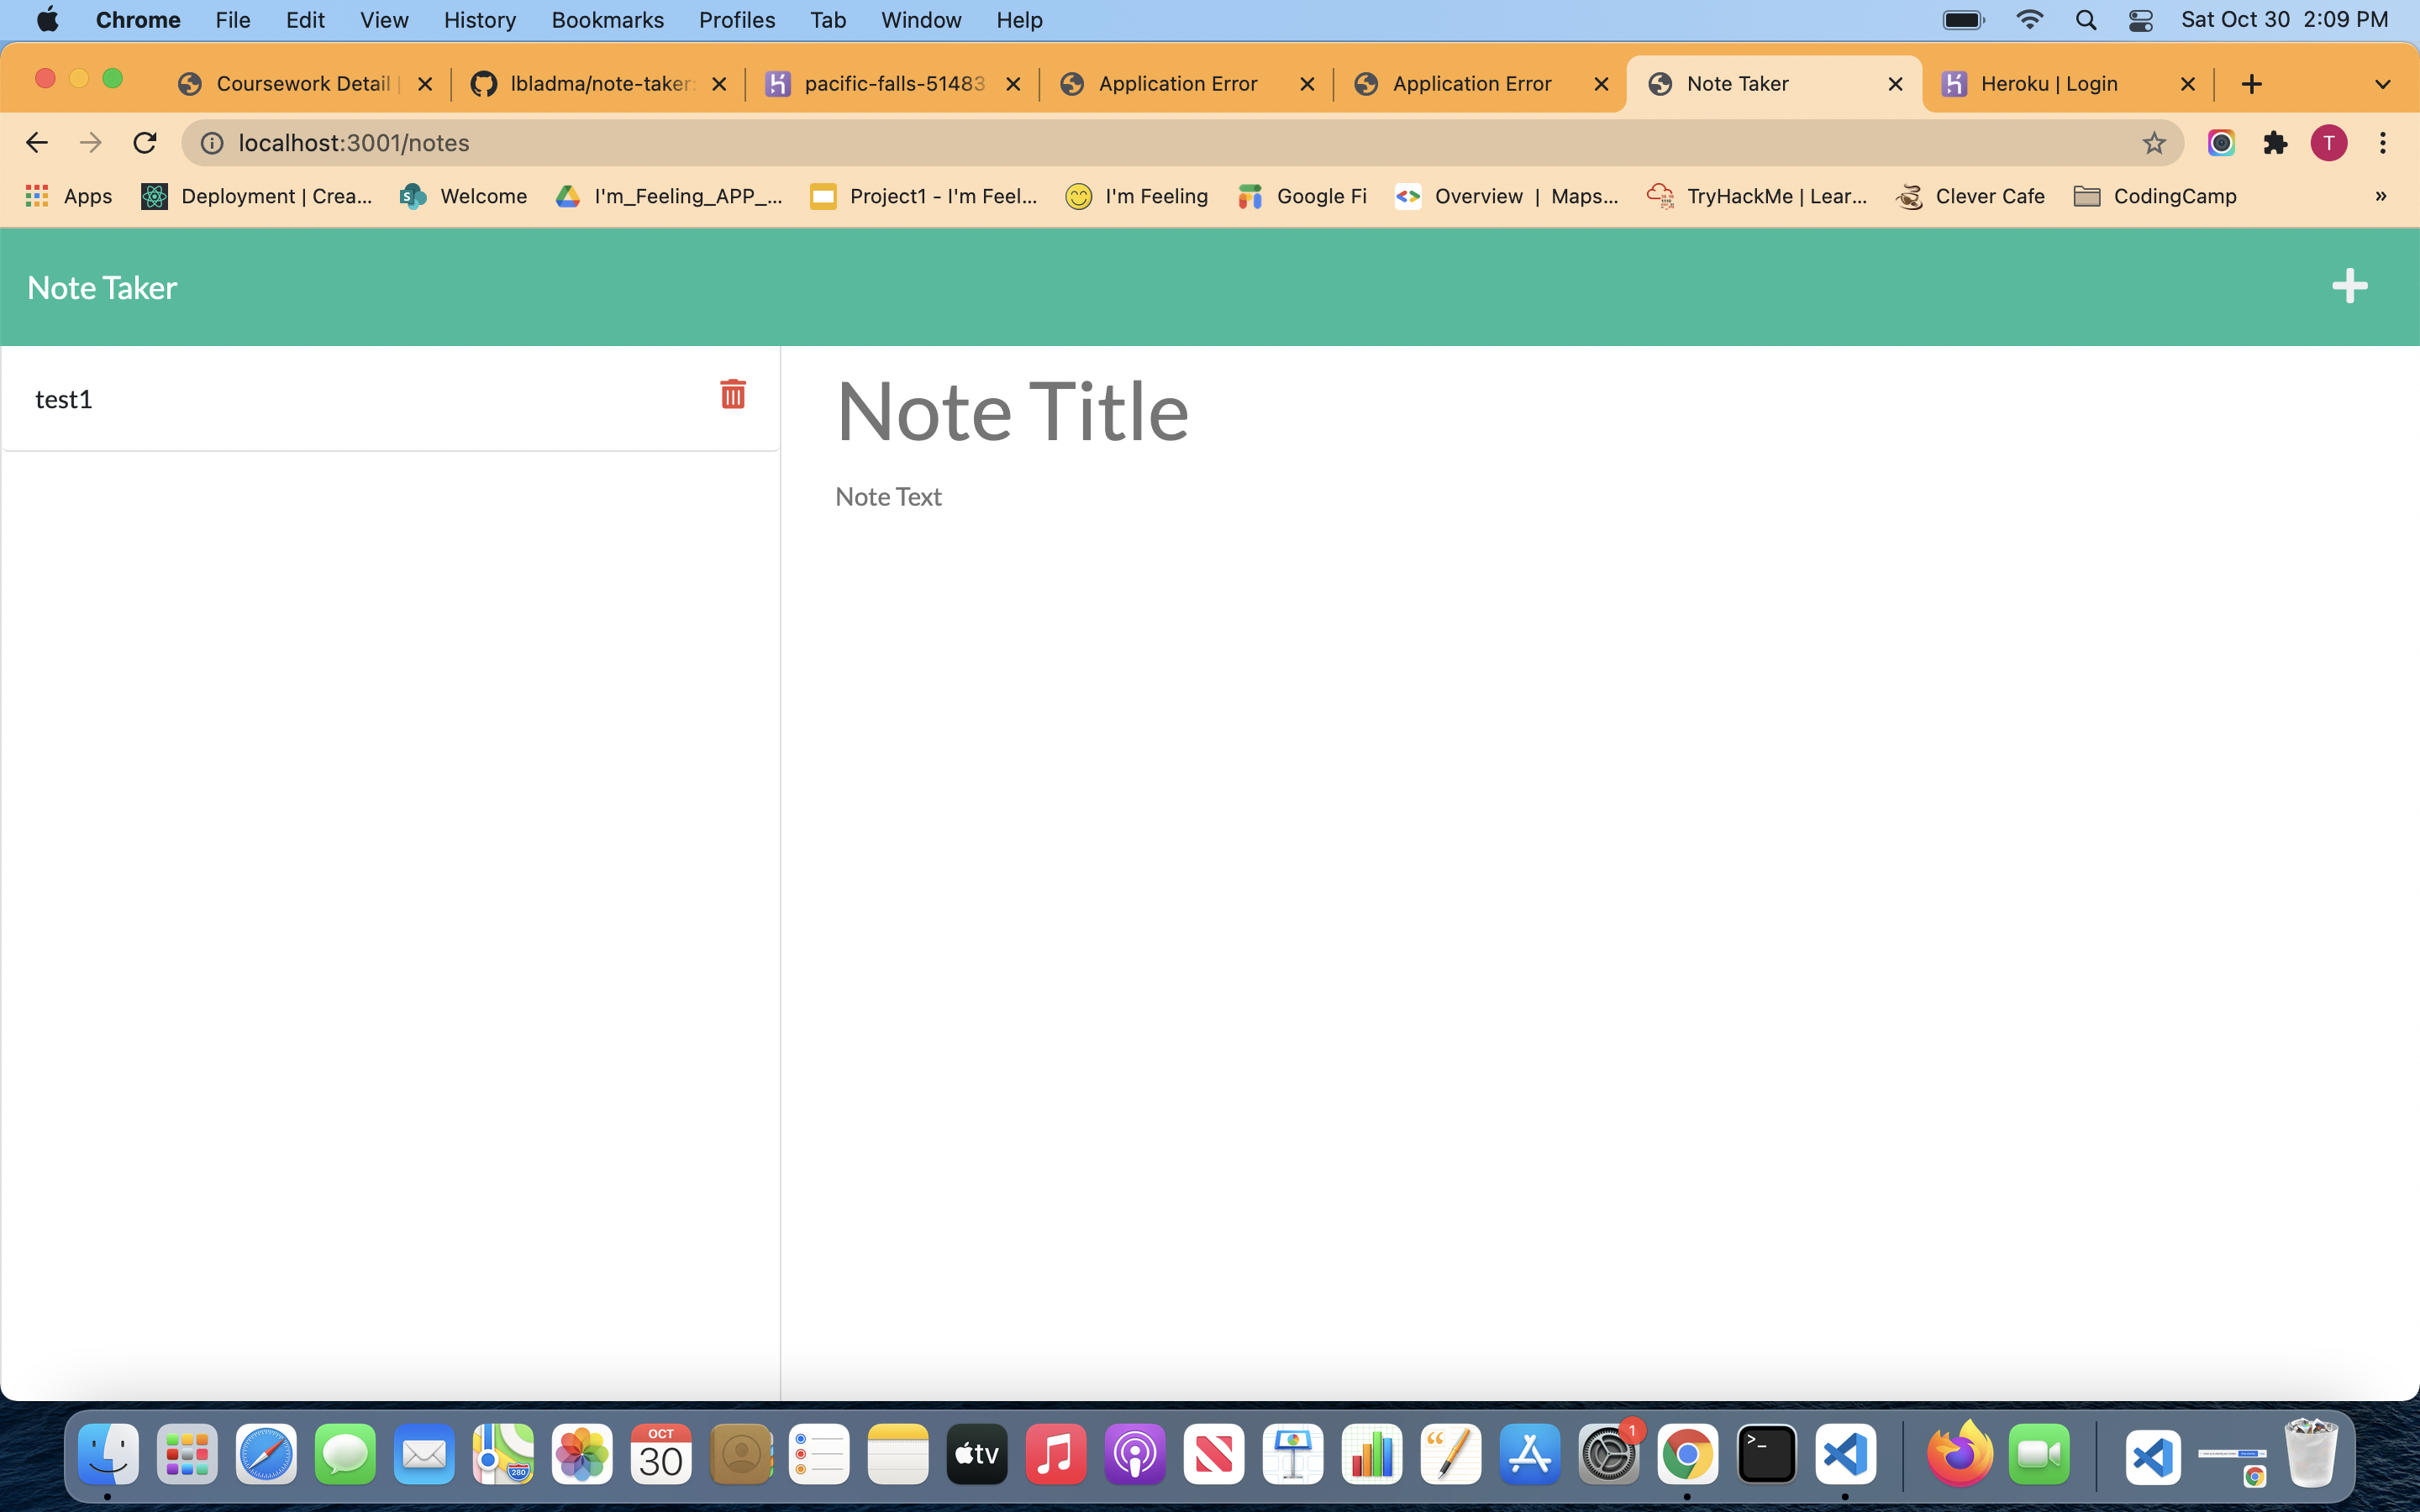 Chrome File Edit View History Bookmarks Profiles Tab Window Help Sat Oct 30 2:09 PM
Coursework Detail | lbladma/note-taker: pacific-falls-51483 Application Error Application Error Note Taker Heroku | Login
localhost:3001/notes T
Apps Deployment | Crea... Welcome I'm_Feeling_APP_... Project1 - I'm Feel... I'm Feeling Google Fi Overview | Maps... TryHackMe | Lear... Clever Cafe CodingCamp »
Note Taker
test1
Note Title
Note Text
OCT
30
280
tv
1